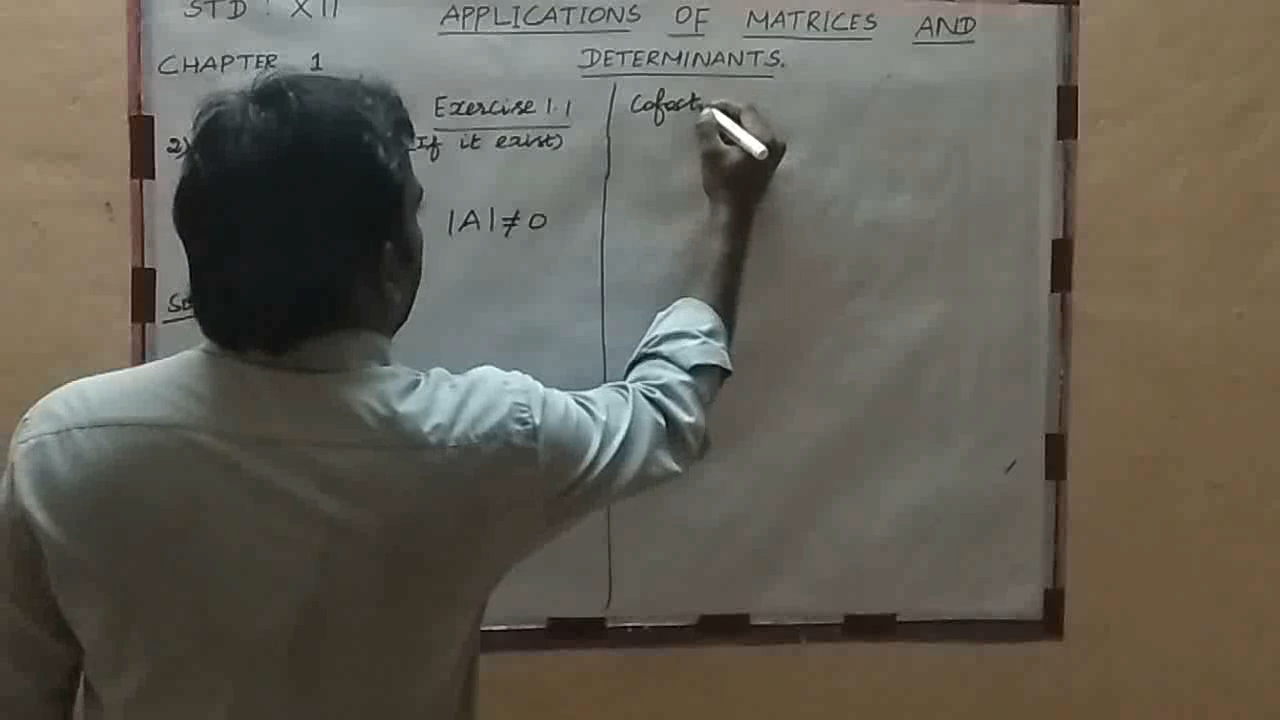 STD : XII
APPLICATIONS OF MATRICES AND
CHAPTER 1
DETERMINANTS.
Exercise 1.1
2)
(If it exist)
|A| ≠ 0
Cofact